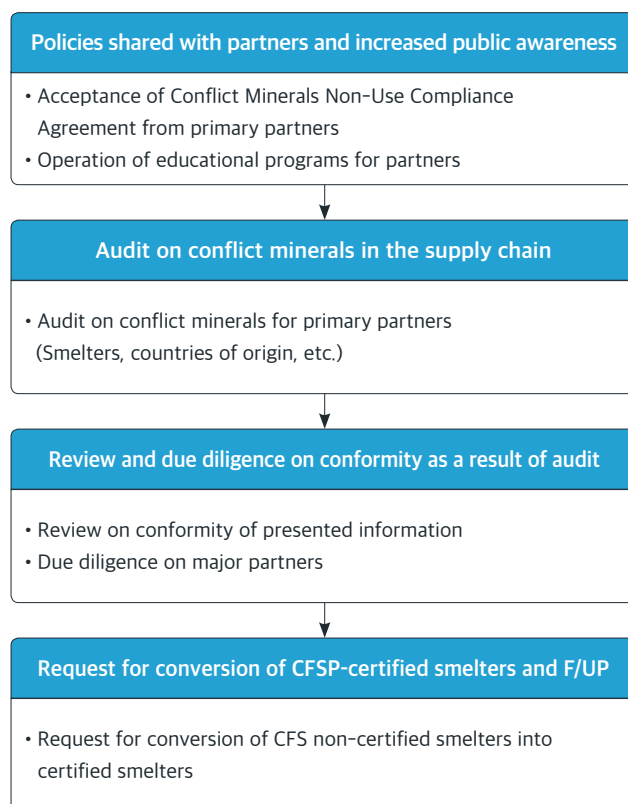 Policies shared with partners and increased public awareness
• Acceptance of Conflict Minerals Non-Use Compliance
Agreement from primary partners
• Operation of educational programs for partners
Audit on conflict minerals in the supply chain
• Audit on conflict minerals for primary partners
(Smelters, countries of origin, etc.)
Review and due diligence on conformity as a result of audit
• Review on conformity of presented information
• Due diligence on major partners
Request for conversion of CFSP-certified smelters and F/UP
• Request for conversion of CFS non-certified smelters into
certified smelters